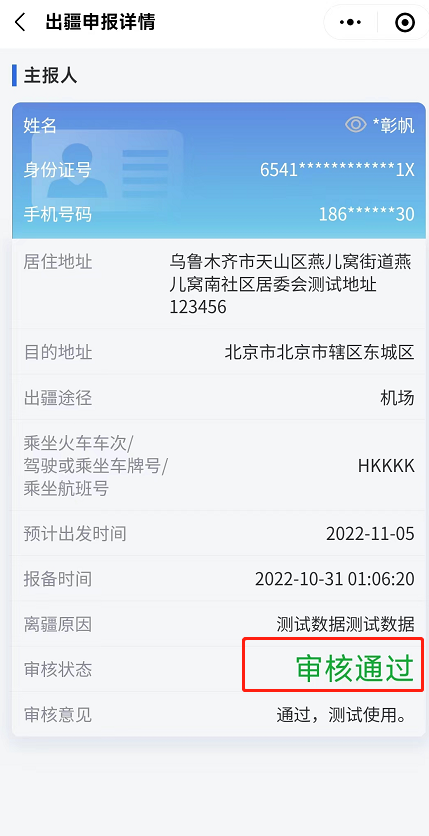 出疆申报详情
主报人
姓名 *彰帆
身份证号 6541************1X
手机号码 186******30
居住地址 乌鲁木齐市天山区燕儿窝街道燕
儿窝南社区居委会测试地址
123456
目的地址 北京市北京市辖区东城区
出疆途径 机场
乘坐火车车次/
驾驶或乘坐车牌号/ HKKKK
乘坐航班号
预计出发时间 2022-11-05
报备时间 2022-10-31 01:06:20
离疆原因 测试数据测试数据
审核状态 审核通过
审核意见 通过，测试使用。